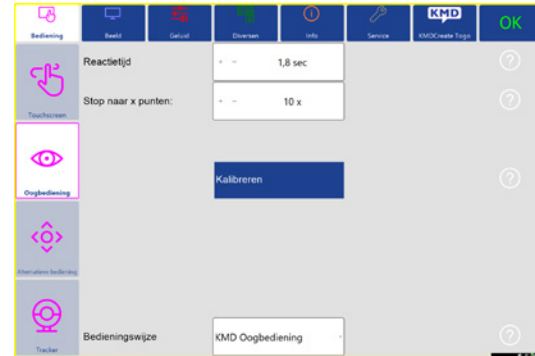 Bediening
Beeld
Geluid
Diversen
Info
Service
KMD
KMDCreate Togo
OK
Touchscreen
Reactietijd
+ - 1,8 sec
?
Stop naar x punten:
+ - 10 x
?
Oogbediening
Kalibreren
?
Alternatieve bediening
Tracker
Bedieningswijze
KMD Oogbediening
?